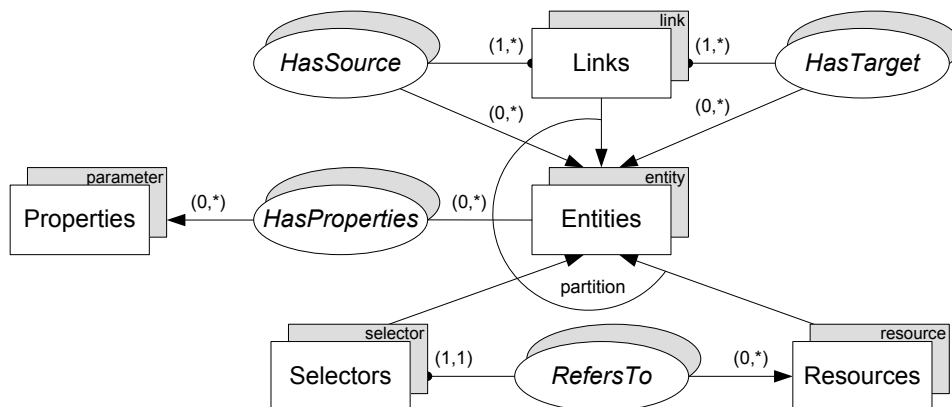 link
HasSource
(1,*)
Links
(1,*)
HasTarget
(0,*)
(0,*)
parameter
entity
Properties
(0,*)
HasProperties
(0,*)
Entities
partition
selector
resource
Selectors
(1,1)
RefersTo
(0,*)
Resources